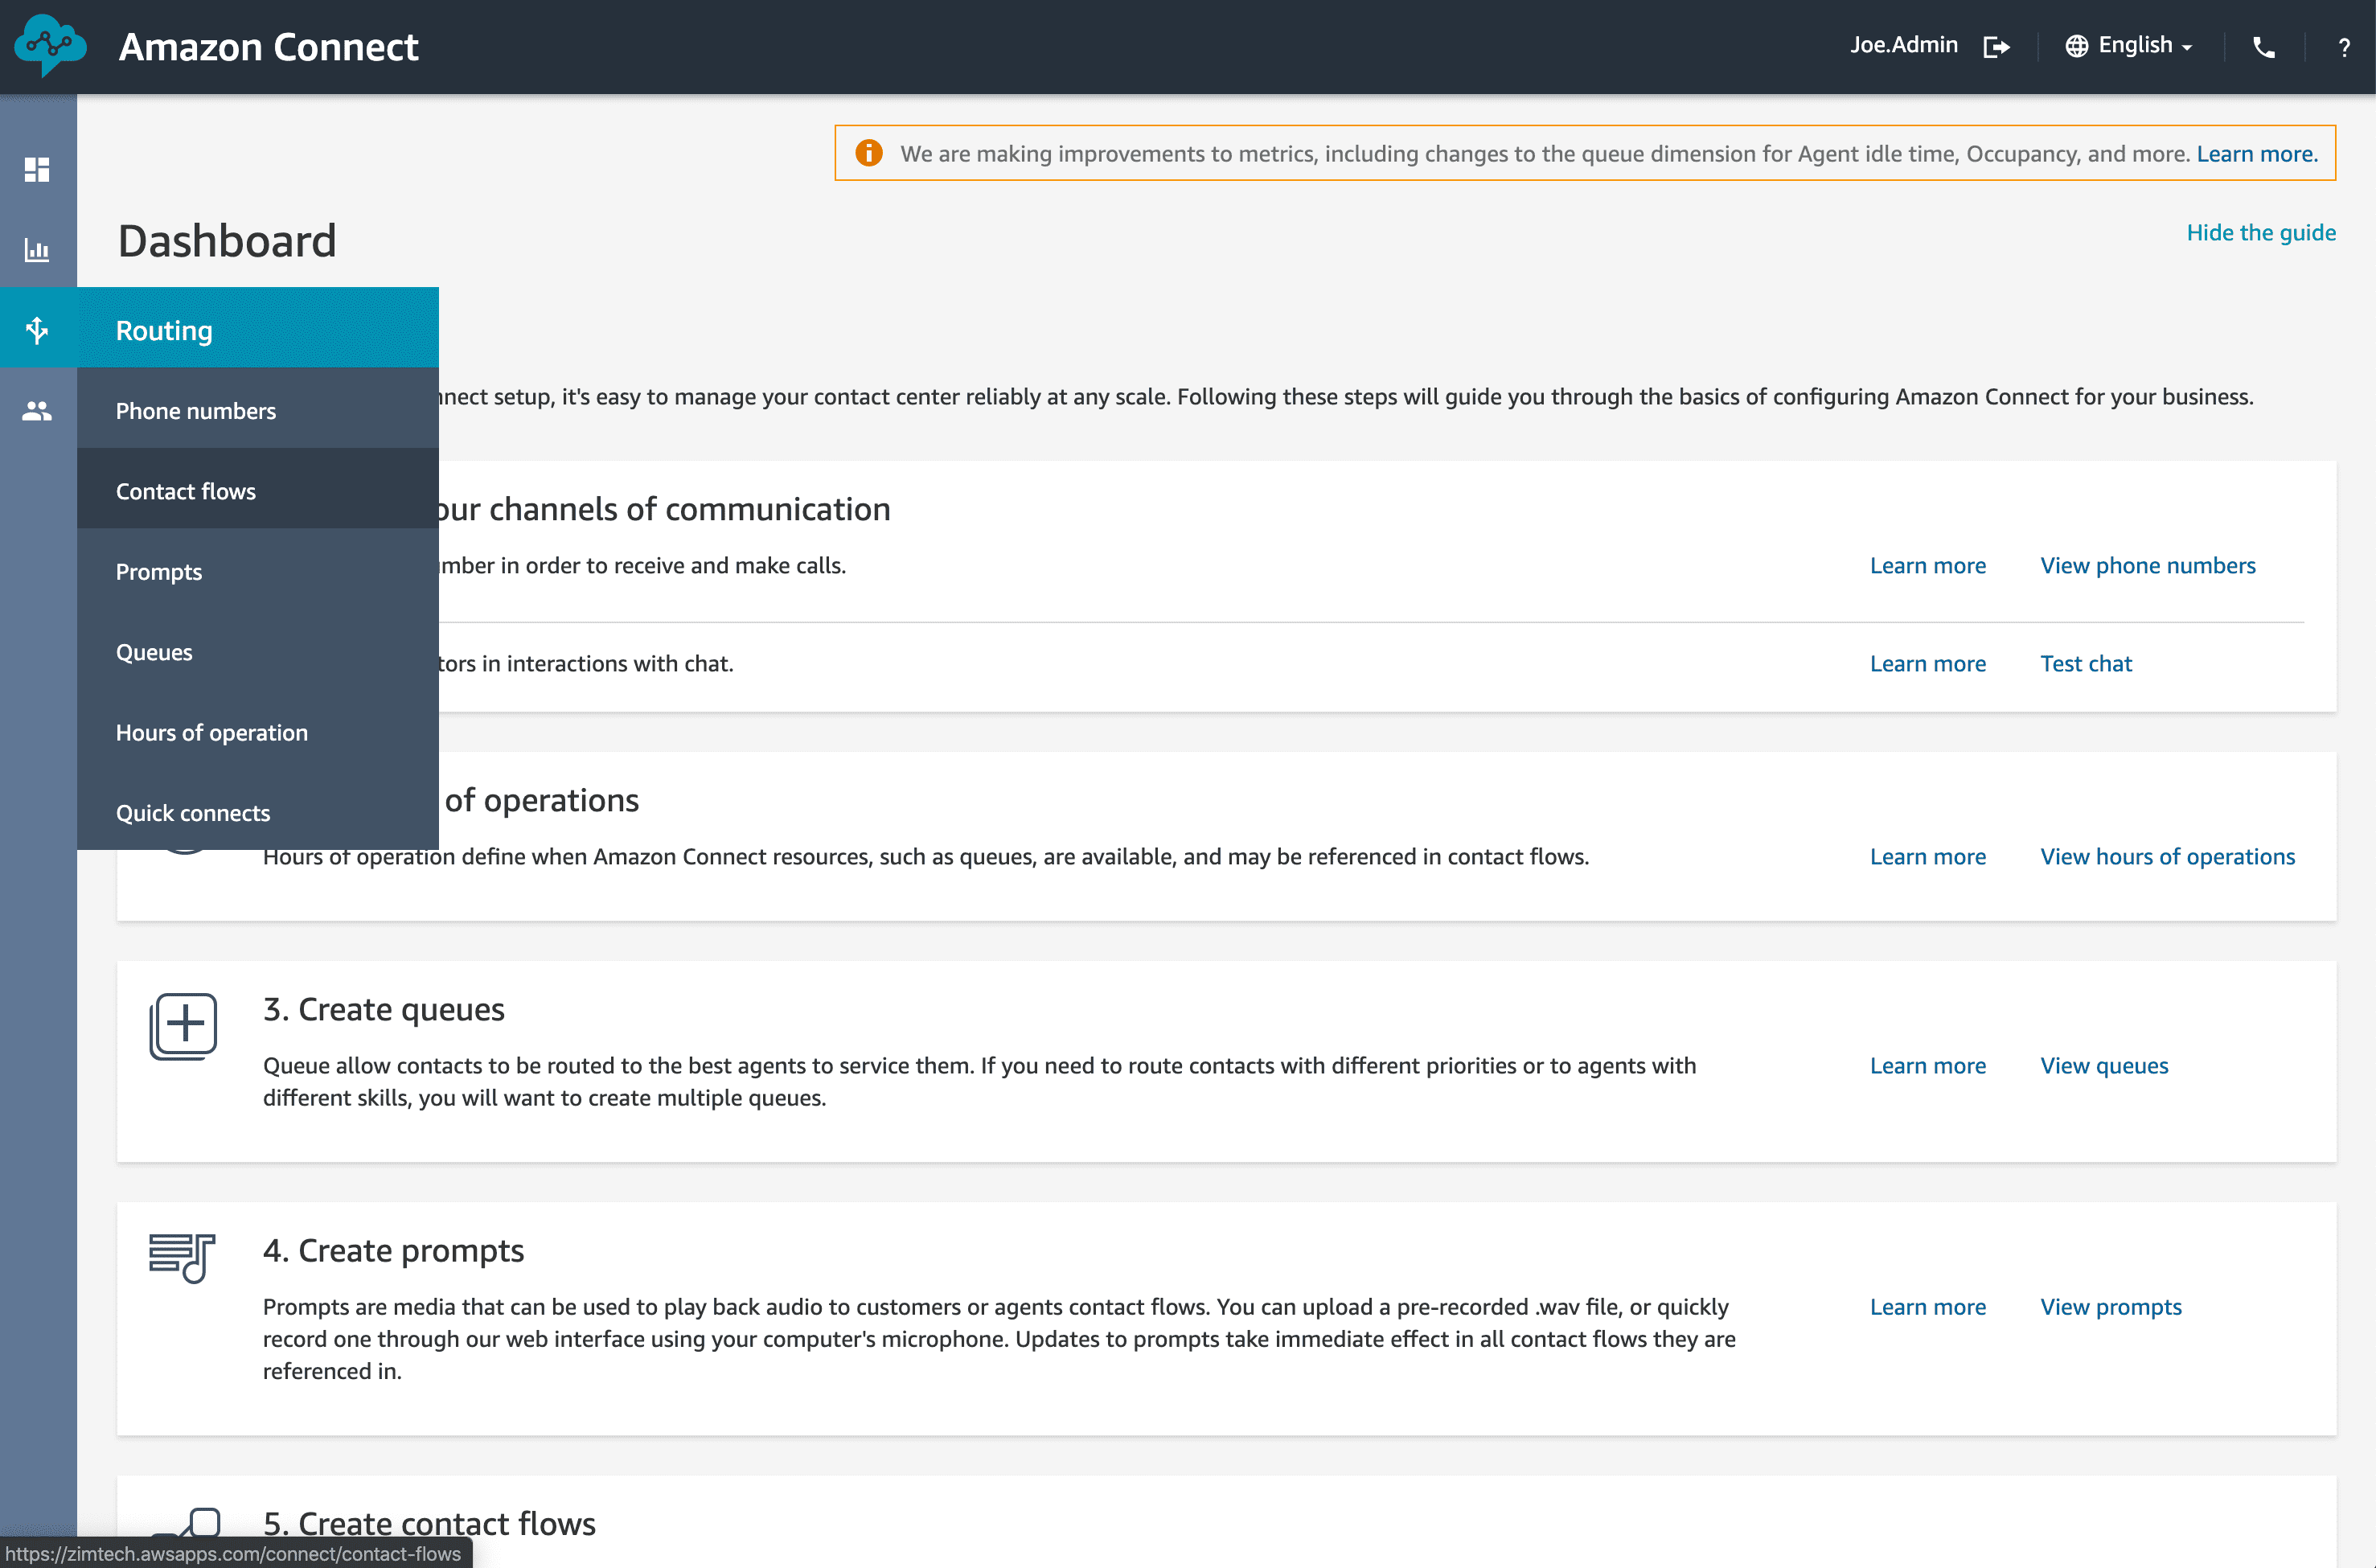 Amazon Connect
Joe.Admin
English
?
We are making improvements to metrics, including changes to the queue dimension for Agent idle time, Occupancy, and more. Learn more.
Dashboard
Hide the guide
Routing
Phone numbers
Contact flows
Prompts
Queues
Hours of operation
Quick connects
setup, it's easy to manage your contact center reliably at any scale. Following these steps will guide you through the basics of configuring Amazon Connect for your business.
our channels of communication
in order to receive and make calls.
Learn more
View phone numbers
in interactions with chat.
Learn more
Test chat
of operations
Hours of operation define when Amazon Connect resources, such as queues, are available, and may be referenced in contact flows.
Learn more
View hours of operations
3. Create queues
Queue allow contacts to be routed to the best agents to service them. If you need to route contacts with different priorities or to agents with
different skills, you will want to create multiple queues.
Learn more
View queues
4. Create prompts
Prompts are media that can be used to play back audio to customers or agents contact flows. You can upload a pre-recorded .wav file, or quickly
record one through our web interface using your computer's microphone. Updates to prompts take immediate effect in all contact flows they are
referenced in.
Learn more
View prompts
5. Create contact flows
https://zimtech.awsapps.com/connect/contact-flows